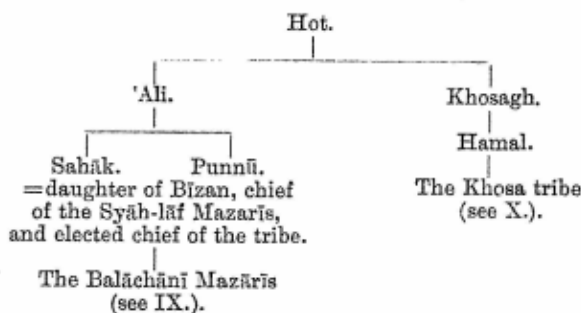 Hot.
'Ali.
Khosagh.
Hamal.
Sahāk. Punnū.
=daughter of Bīzan, chief
of the Syāh-lāf Mazarīs,
and elected chief of the tribe.
The Khosa tribe
(see X.).
The Balāchānī Mazārīs
(see IX.).